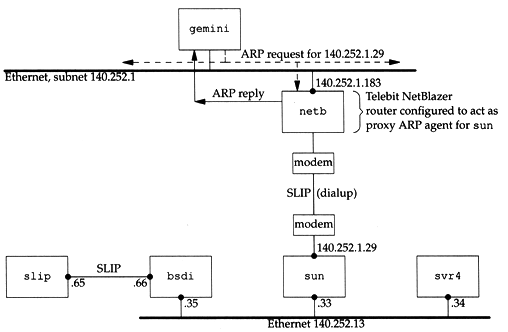 gemini
ARP request for 140.252.1.29
Ethernet, subnet 140.252.1
140.252.1.183
ARP reply
netb
Telebit NetBlazer
router configured to act as
proxy ARP agent for sun
modem
SLIP (dialup)
modem
140.252.1.29
slip
SLIP
bsdi
sun
svr4
.65
.66
.35
.33
.34
Ethernet 140.252.13